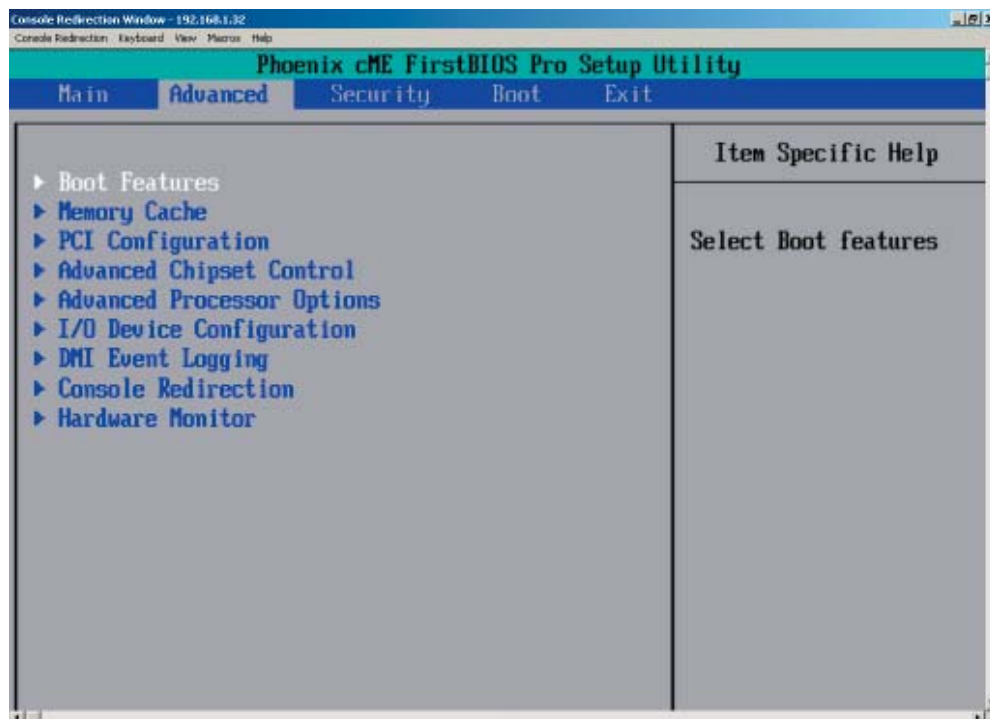 Console Redirection Window - 192.168.1.32
Console Redirection Keyboard View Macros Help
Phoenix cME FirstBIOS Pro Setup Utility
Main Advanced Security Boot Exit
Item Specific Help
Boot Features
Memory Cache
PCI Configuration
Advanced Chipset Control
Advanced Processor Options
I/O Device Configuration
DMI Event Logging
Console Redirection
Hardware Monitor
Select Boot features